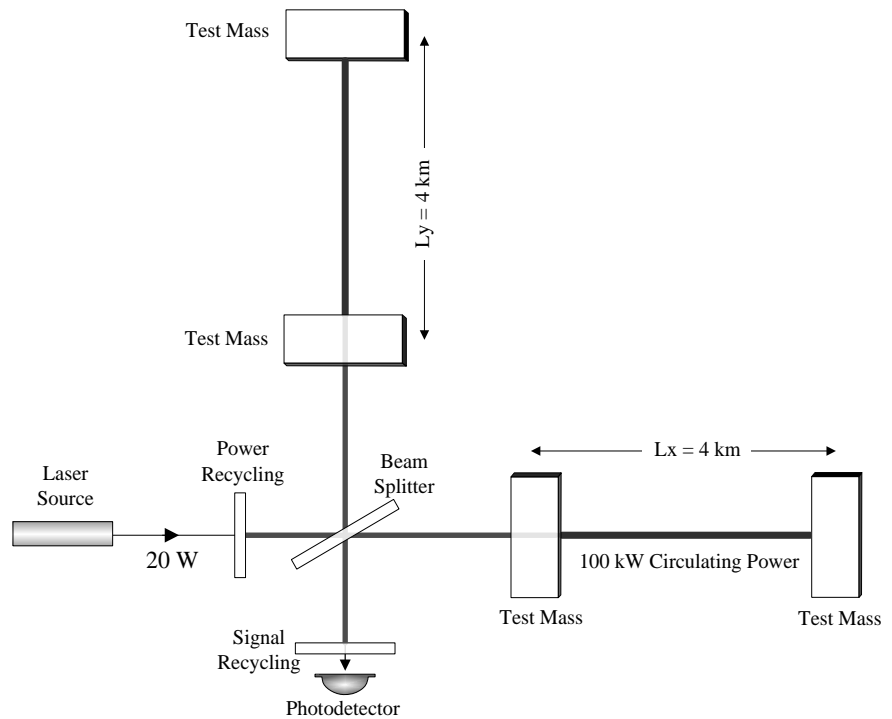 Test Mass
Ly = 4 km
Test Mass
Power
Recycling
Beam
Splitter
Laser
Source
Lx = 4 km
20 W
100 kW Circulating Power
Test Mass
Test Mass
Signal
Recycling
Photodetector